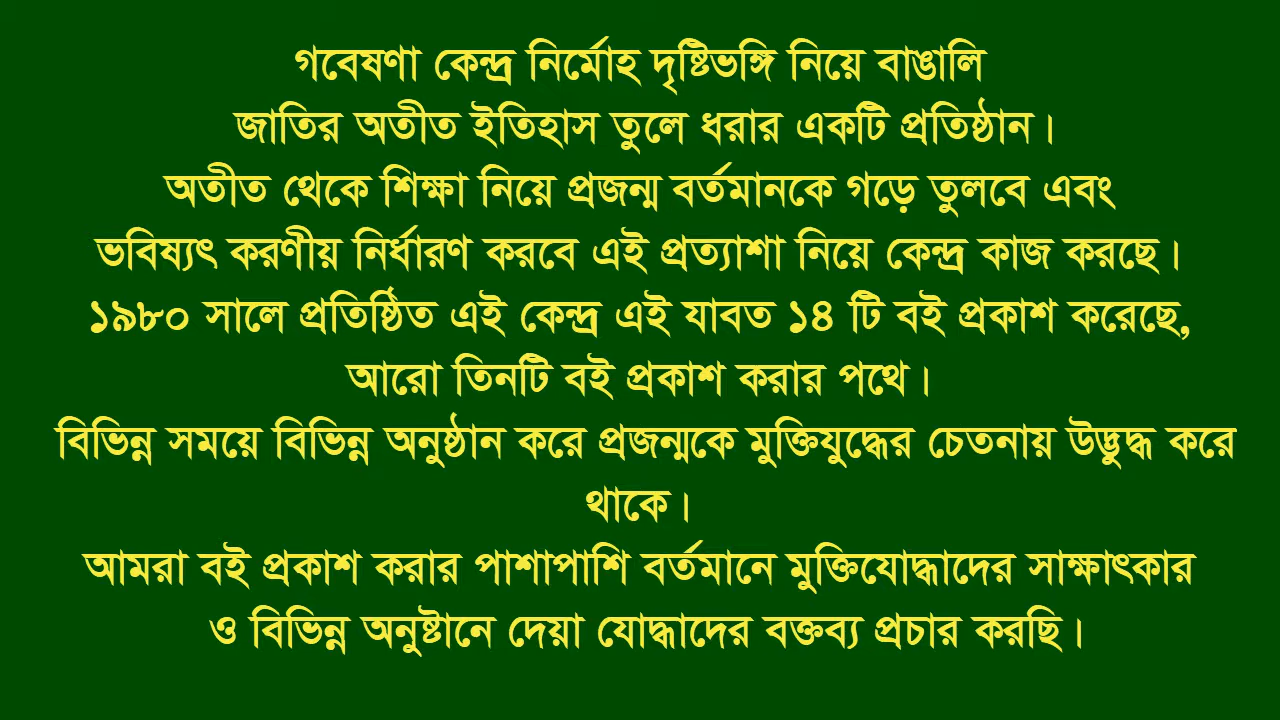 গবেষণা কেন্দ্র নির্মোহ দৃষ্টিভঙ্গি নিয়ে বাঙালি
জাতির অতীত ইতিহাস তুলে ধরার একটি প্রতিষ্ঠান।
অতীত থেকে শিক্ষা নিয়ে প্রজন্ম বর্তমানকে গড়ে তুলবে এবং
ভবিষ্যৎ করণীয় নির্ধারণ করবে এই প্রত্যাশা নিয়ে কেন্দ্র কাজ করছে।
১৯৮০ সালে প্রতিষ্ঠিত এই কেন্দ্র এই যাবত ১৪ টি বই প্রকাশ করেছে,
আরো তিনটি বই প্রকাশ করার পথে।
বিভিন্ন সময়ে বিভিন্ন অনুষ্ঠান করে প্রজন্মকে মুক্তিযুদ্ধের চেতনায় উদ্ভুদ্ধ করে
থাকে।
আমরা বই প্রকাশ করার পাশাপাশি বর্তমানে মুক্তিযোদ্ধাদের সাক্ষাৎকার
ও বিভিন্ন অনুষ্টানে দেয়া যোদ্ধাদের বক্তব্য প্রচার করছি।